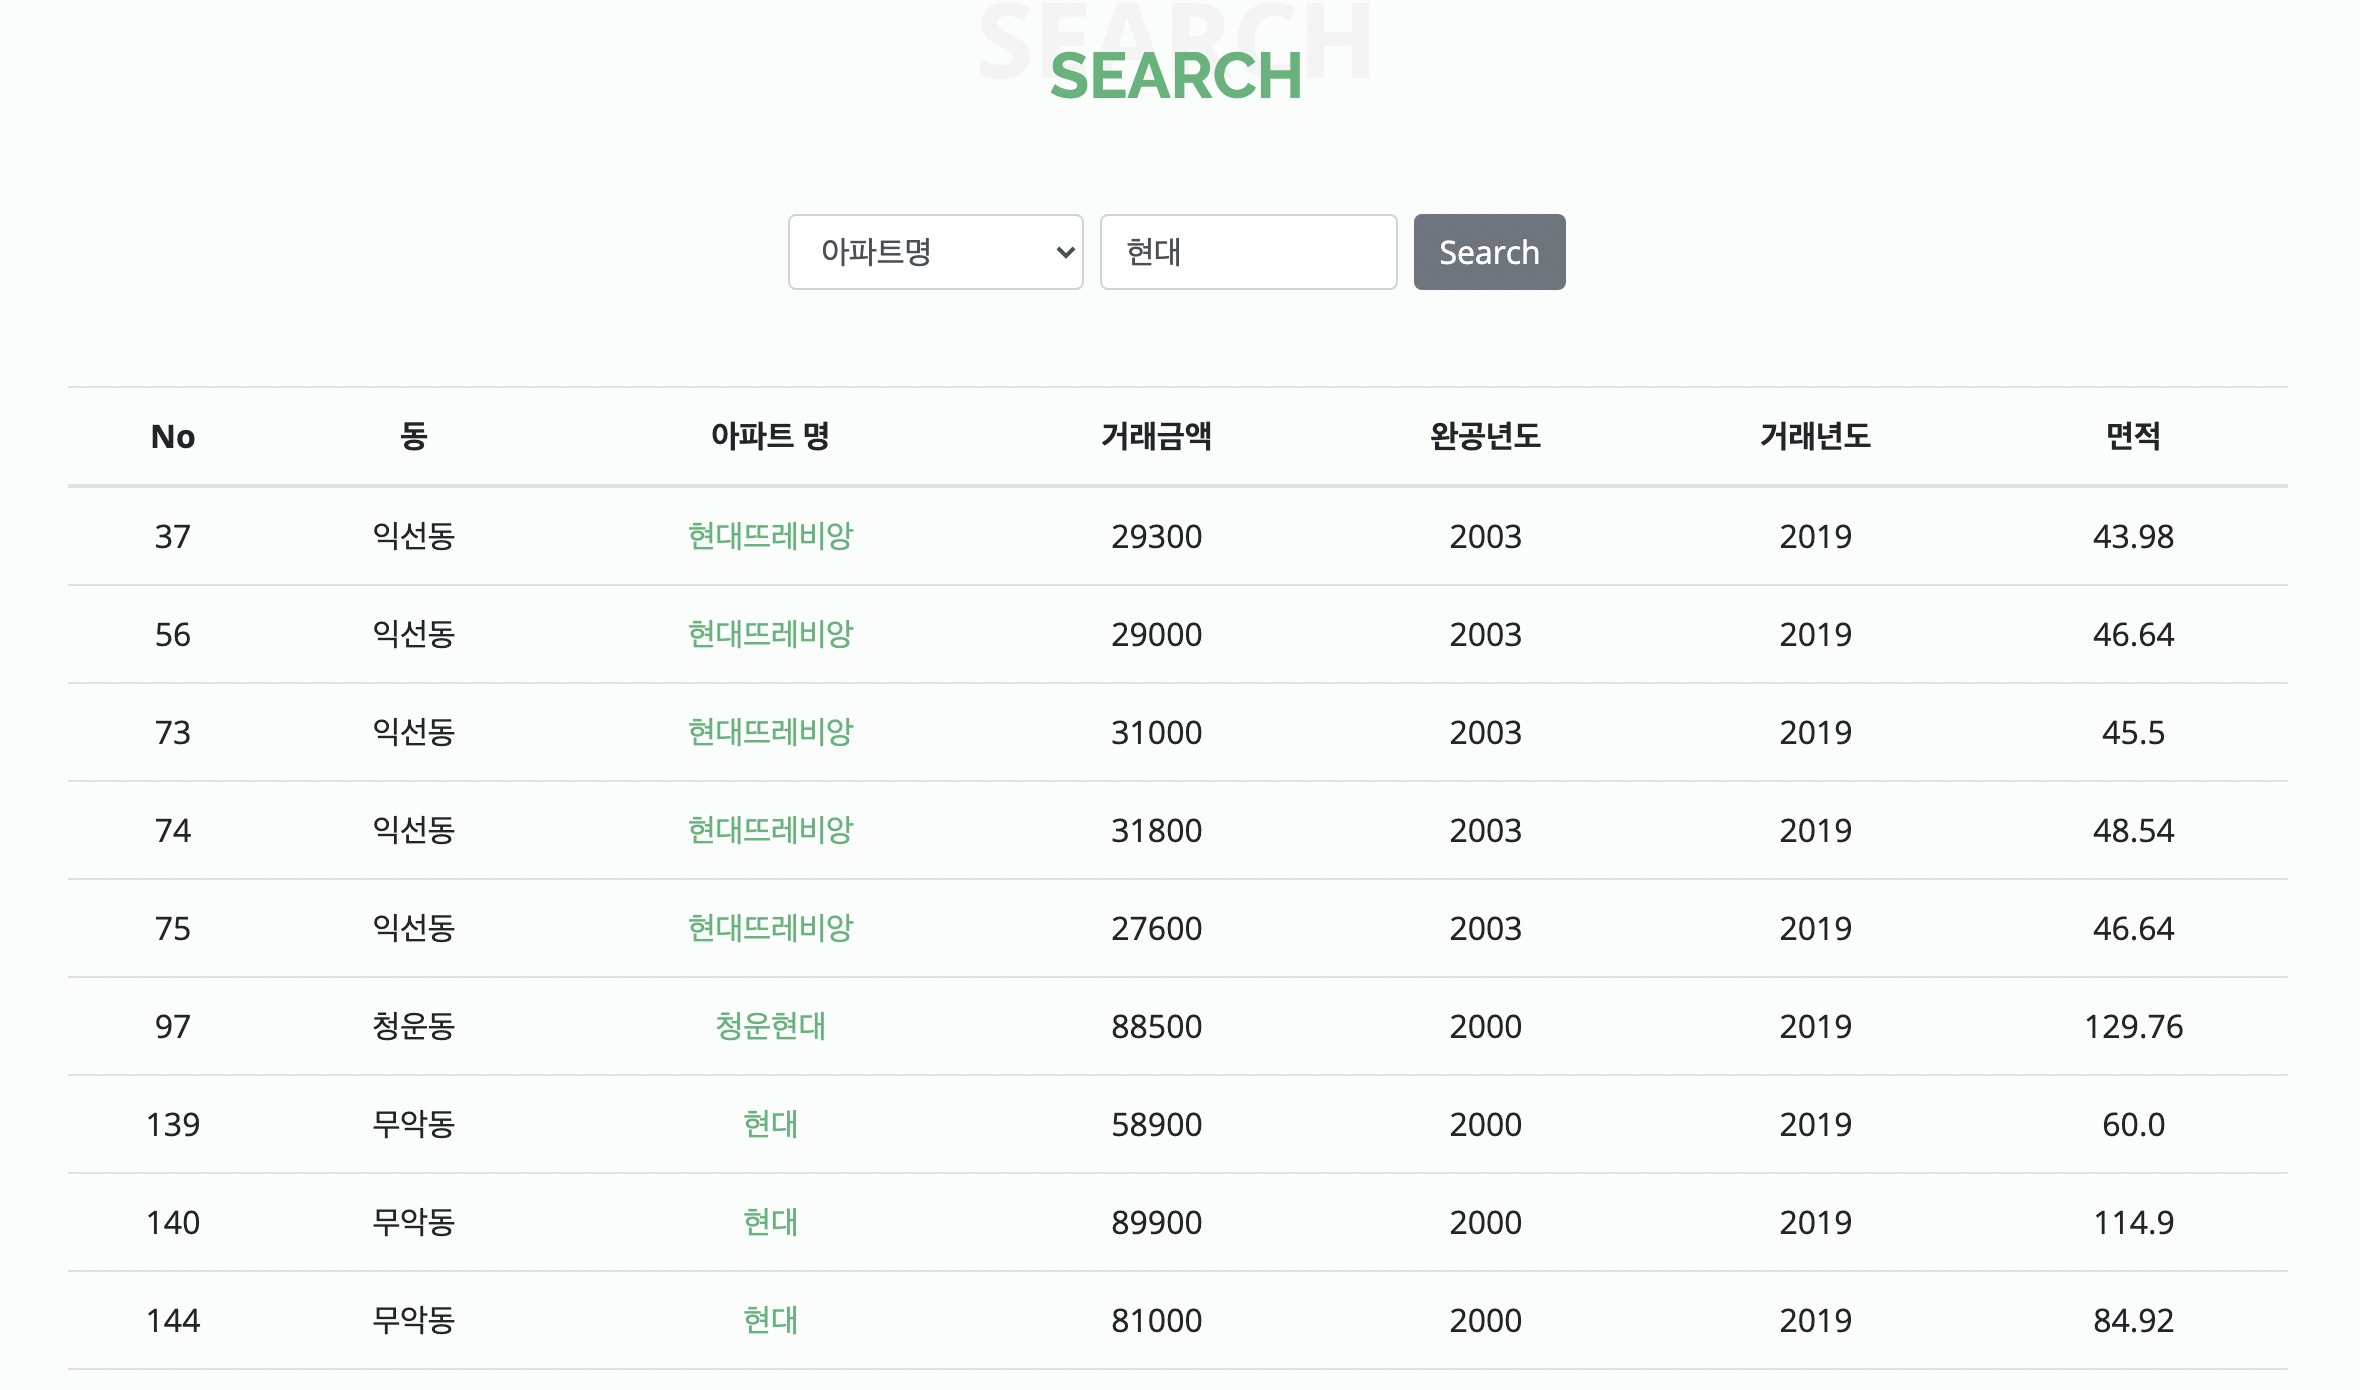 SEARCH
SEARCH
아파트명 현대 Search
No 동 아파트 명 거래금액 완공년도 거래년도 면적
37 익선동 현대뜨레비앙 29300 2003 2019 43.98
56 익선동 현대뜨레비앙 29000 2003 2019 46.64
73 익선동 현대뜨레비앙 31000 2003 2019 45.5
74 익선동 현대뜨레비앙 31800 2003 2019 48.54
75 익선동 현대뜨레비앙 27600 2003 2019 46.64
97 청운동 청운현대 88500 2000 2019 129.76
139 무악동 현대 58900 2000 2019 60.0
140 무악동 현대 89900 2000 2019 114.9
144 무악동 현대 81000 2000 2019 84.92